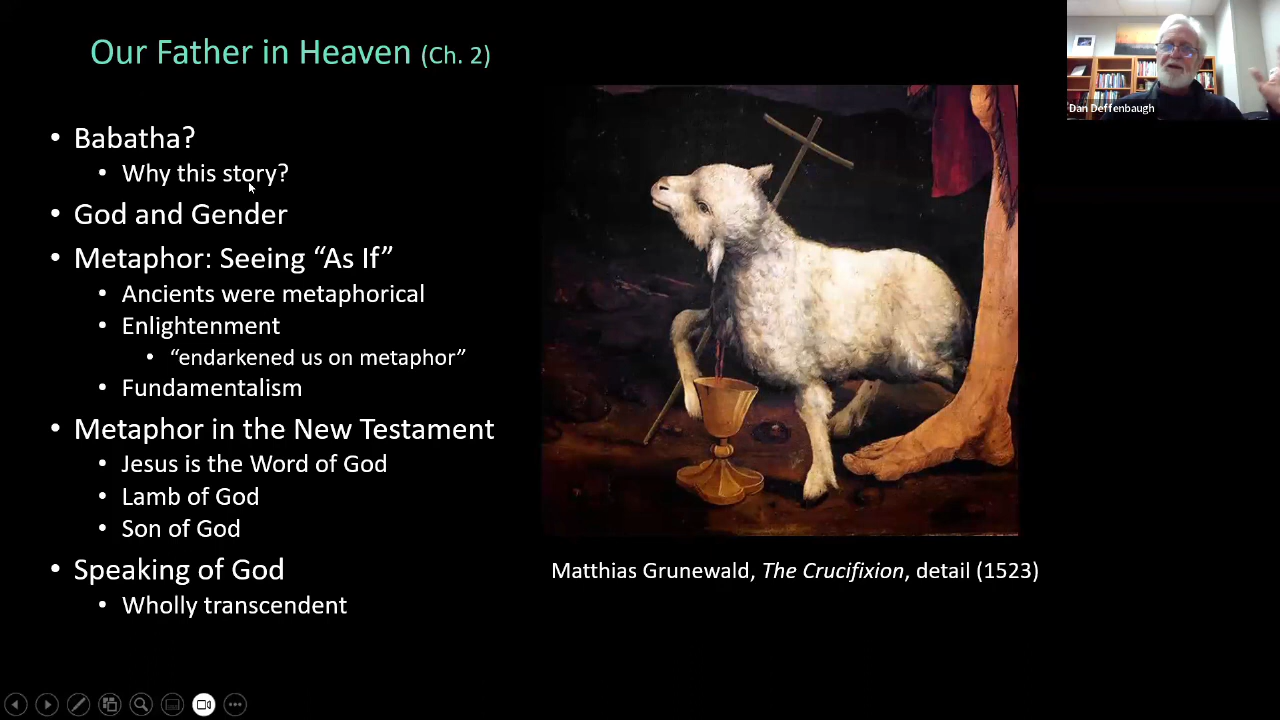 Our Father in Heaven (Ch. 2)
Babatha?
Why this story?
God and Gender
Metaphor: Seeing “As If”
Ancients were metaphorical
Enlightenment
“endarkened us on metaphor”
Fundamentalism
Metaphor in the New Testament
Jesus is the Word of God
Lamb of God
Son of God
Speaking of God
Wholly transcendent
Matthias Grunewald, The Crucifixion, detail (1523)
Dan Deffenbaugh